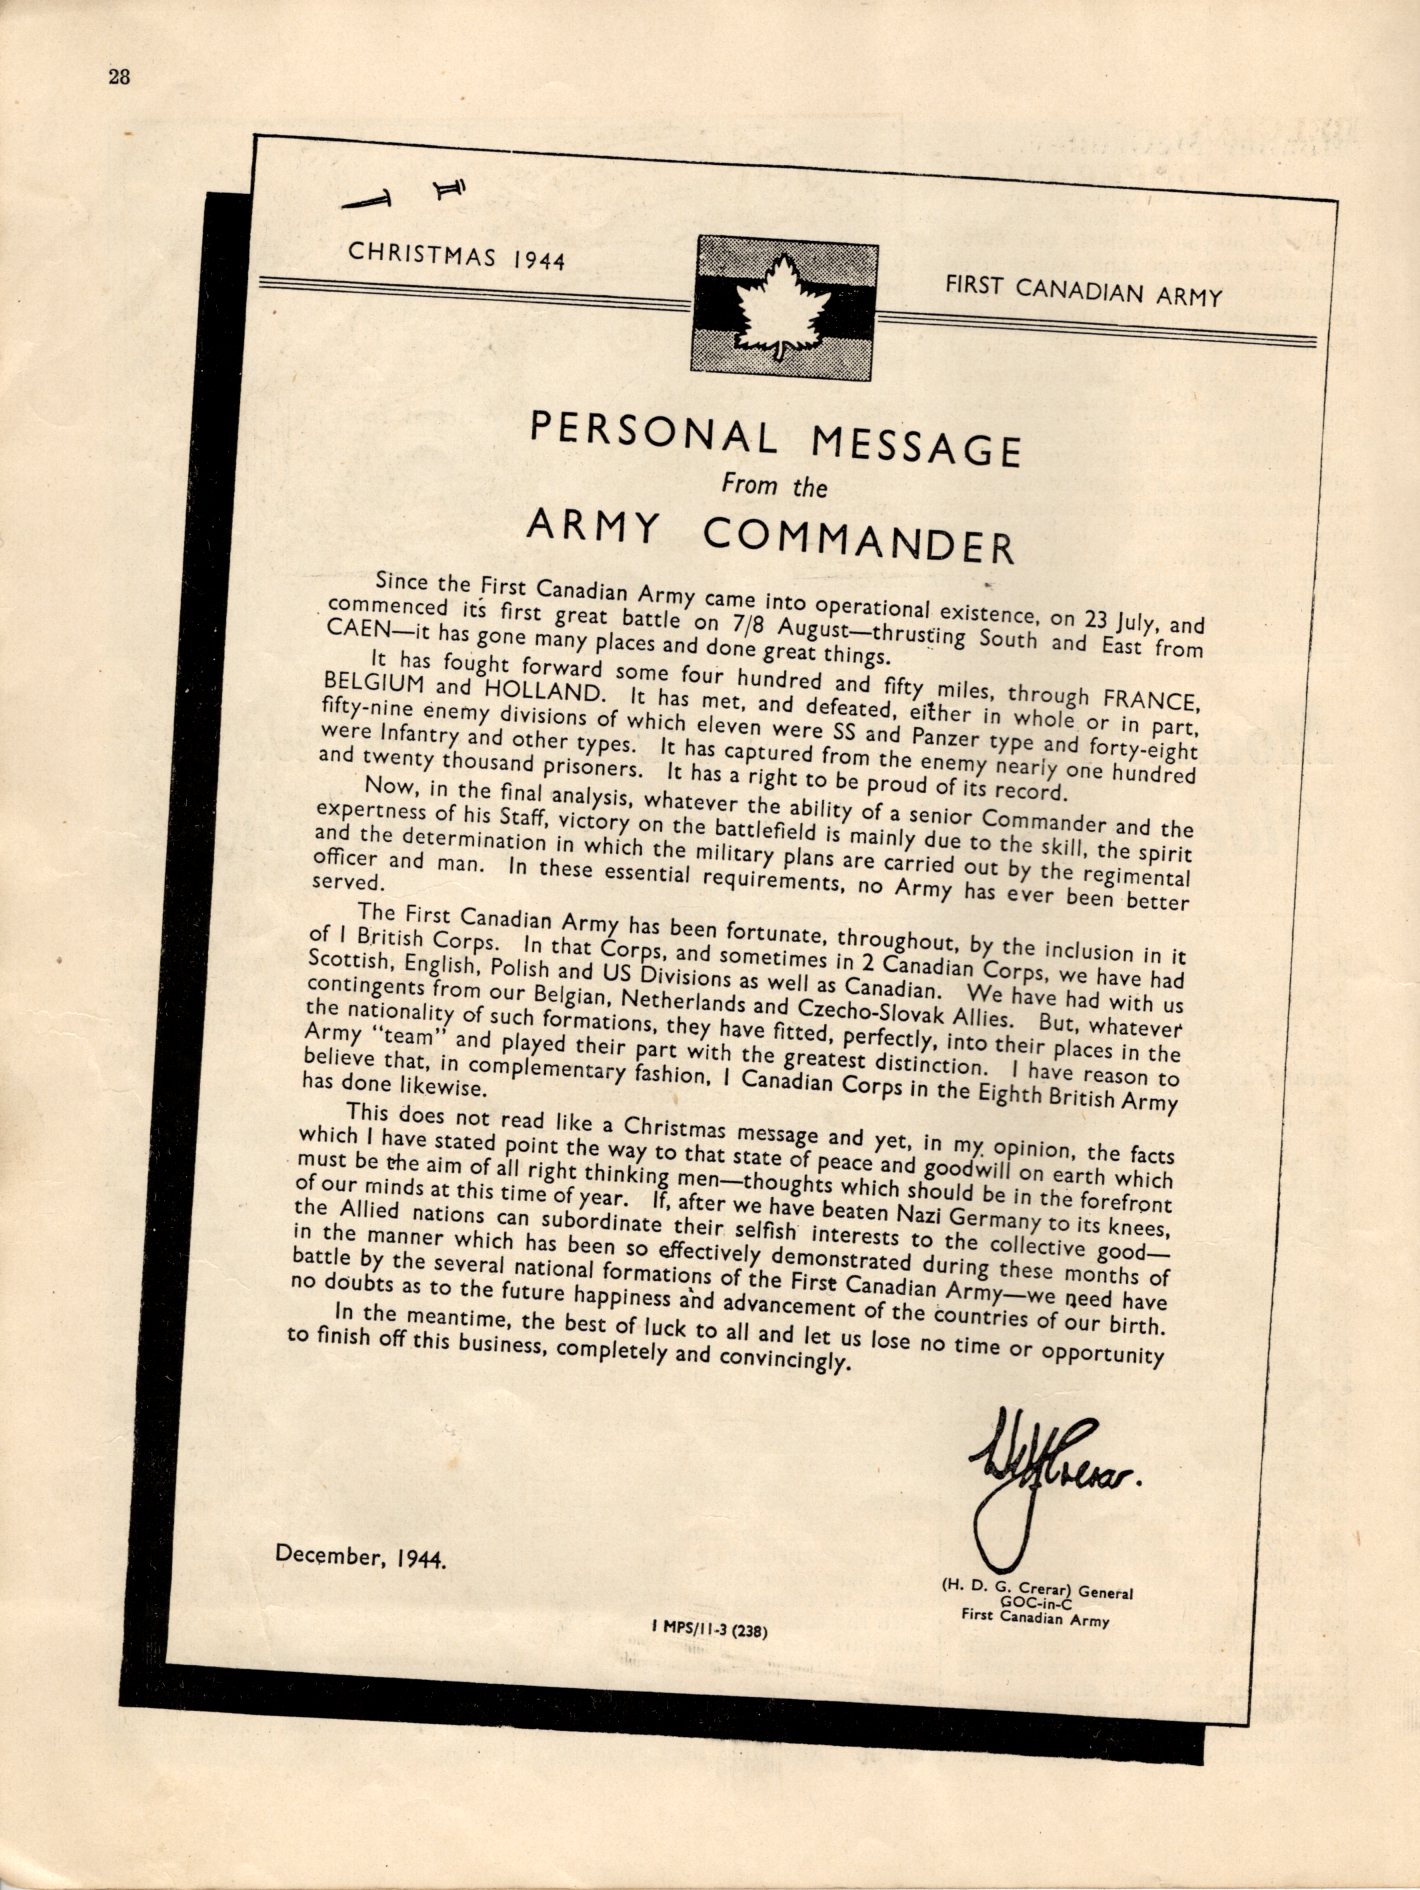 28
CHRISTMAS 1944
FIRST CANADIAN ARMY
PERSONAL MESSAGE
From the
ARMY COMMANDER
Since the First Canadian Army came into operational existence, on 23 July, and
commenced its first great battle on 7/8 August—thrusting South and East from
CAEN—it has gone many places and done great things.
It has fought forward some four hundred and fifty miles, through FRANCE,
BELGIUM and HOLLAND. It has met, and defeated, either in whole or in part,
fifty-nine enemy divisions of which eleven were SS and Panzer type and forty-eight
were Infantry and other types. It has captured from the enemy nearly one hundred
and twenty thousand prisoners. It has a right to be proud of its record.
Now, in the final analysis, whatever the ability of a senior Commander and the
expertness of his Staff, victory on the battlefield is mainly due to the skill, the spirit
and the determination in which the military plans are carried out by the regimental
officer and man. In these essential requirements, no Army has ever been better
served.
The First Canadian Army has been fortunate, throughout, by the inclusion in it
of 1 British Corps. In that Corps, and sometimes in 2 Canadian Corps, we have had
Scottish, English, Polish and US Divisions as well as Canadian. We have had with us
contingents from our Belgian, Netherlands and Czecho-Slovak Allies. But, whatever
the nationality of such formations, they have fitted, perfectly, into their places in the
Army "team" and played their part with the greatest distinction. I have reason to
believe that, in complementary fashion, 1 Canadian Corps in the Eighth British Army
has done likewise.
This does not read like a Christmas message and yet, in my opinion, the facts
which I have stated point the way to that state of peace and goodwill on earth which
must be the aim of all right thinking men—thoughts which should be in the forefront
of our minds at this time of year. If, after we have beaten Nazi Germany to its knees,
the Allied nations can subordinate their selfish interests to the collective good—
in the manner which has been so effectively demonstrated during these months of
battle by the several national formations of the First Canadian Army—we need have
no doubts as to the future happiness and advancement of the countries of our birth.
In the meantime, the best of luck to all and let us lose no time or opportunity
to finish off this business, completely and convincingly.
HDGCrerar.
December, 1944.
(H. D. G. Crerar) General
GOC-in-C
First Canadian Army
1 MPS/11-3 (238)